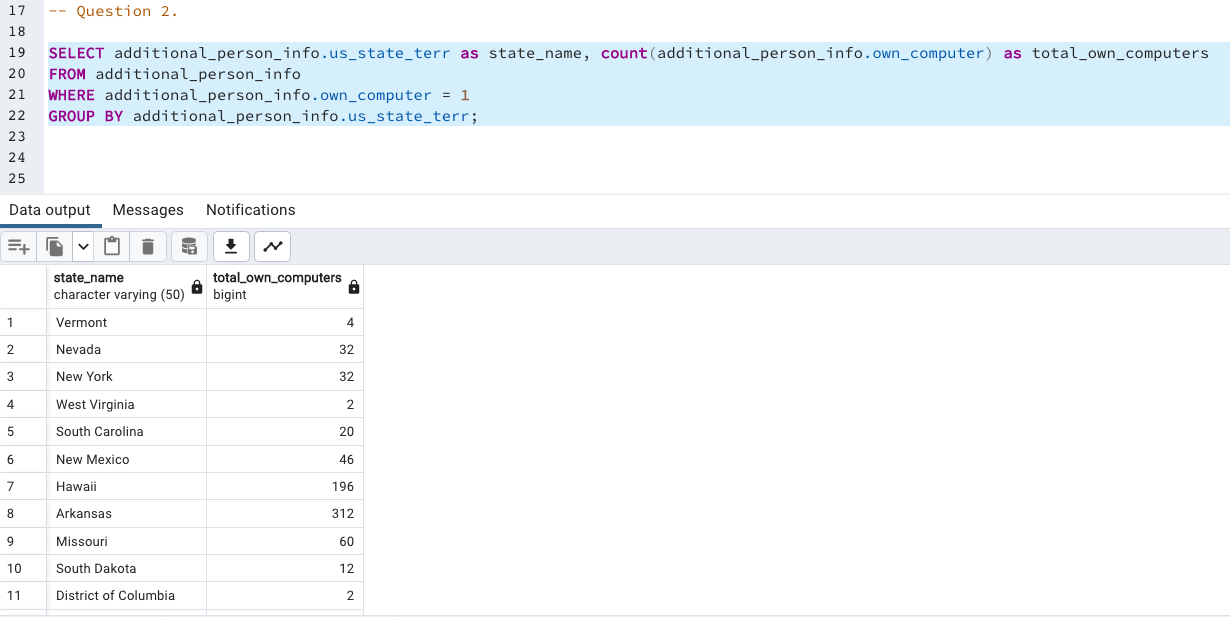 17 -- Question 2.
18
19 SELECT additional_person_info.us_state_terr as state_name, count(additional_person_info.own_computer) as total_own_computers
20 FROM additional_person_info
21 WHERE additional_person_info.own_computer = 1
22 GROUP BY additional_person_info.us_state_terr;
23
24
25
Data output Messages Notifications
state_name total_own_computers
character varying (50) bigint
1 Vermont 4
2 Nevada 32
3 New York 32
4 West Virginia 2
5 South Carolina 20
6 New Mexico 46
7 Hawaii 196
8 Arkansas 312
9 Missouri 60
10 South Dakota 12
11 District of Columbia 2